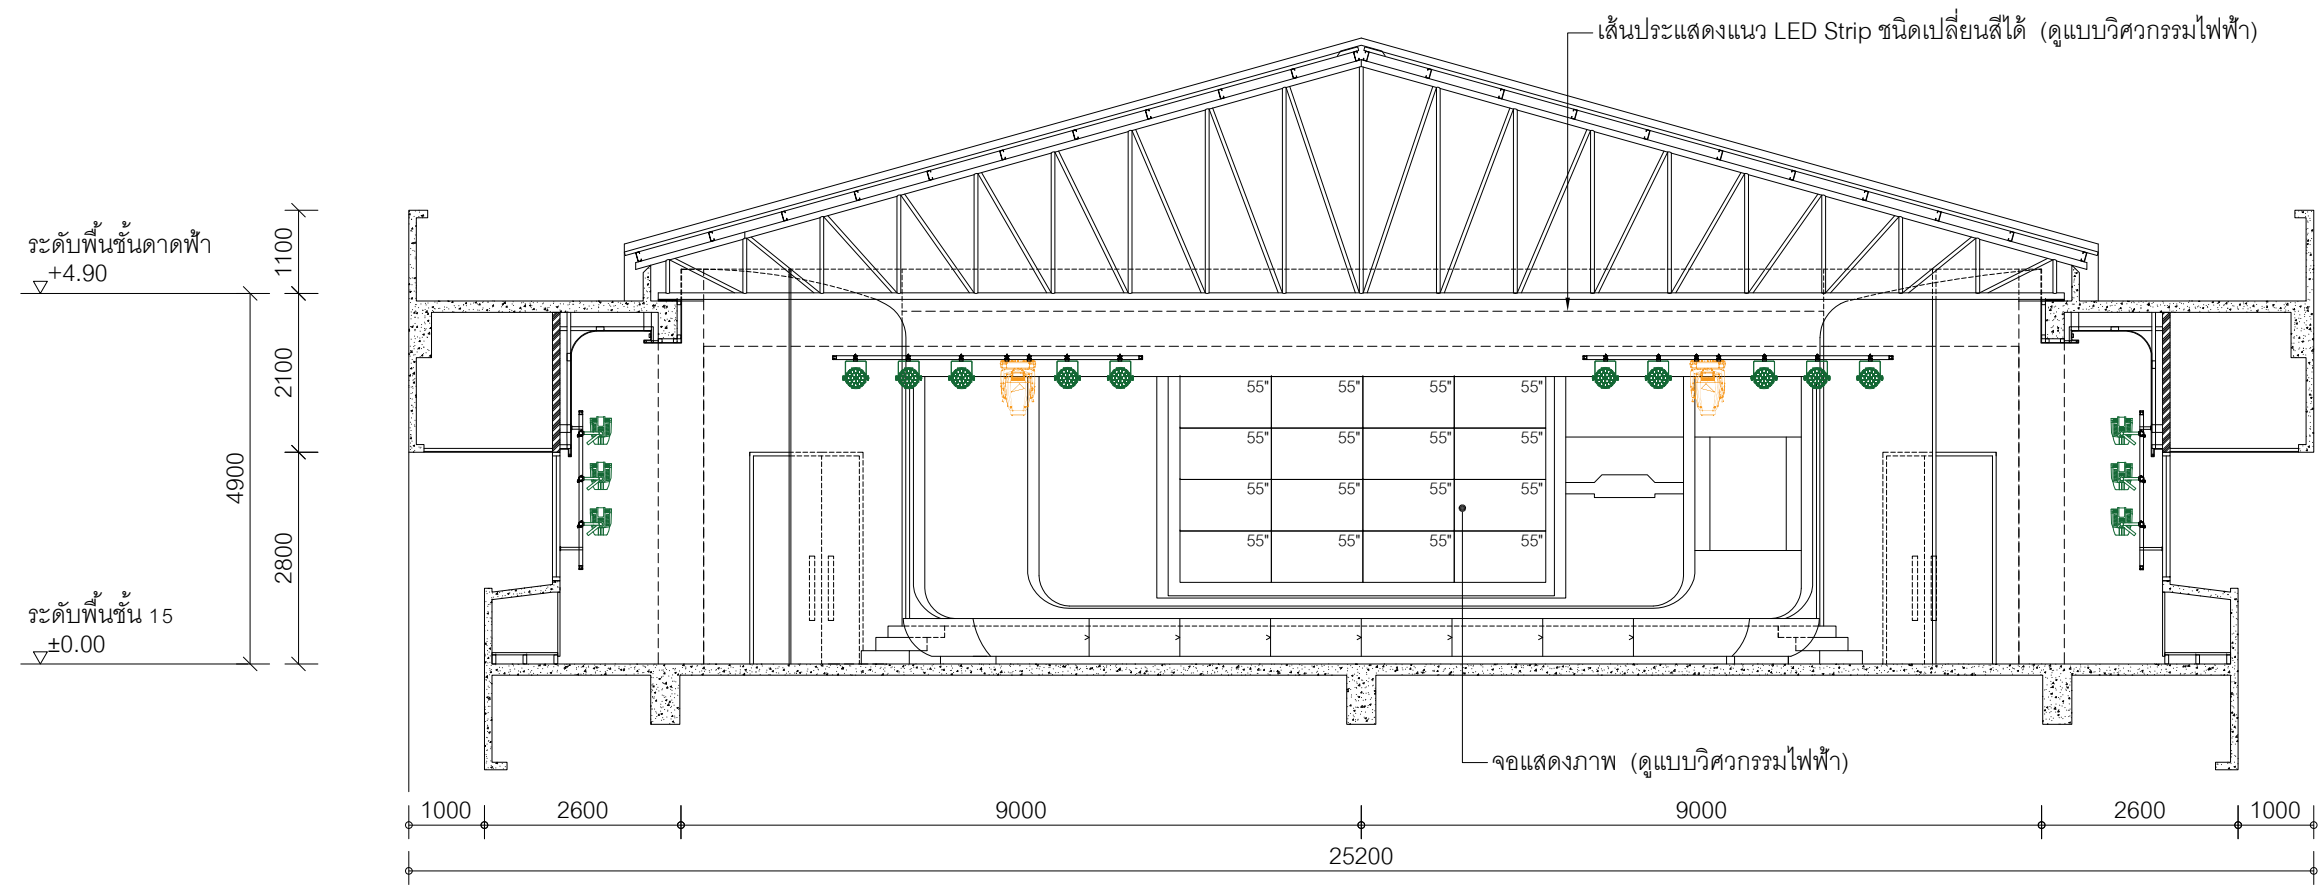 เส้นประแสดงแนว LED Strip ชนิดเปลี่ยนสีได้ (ดูแบบวิศวกรรมไฟฟ้า)
ระดับพื้นชั้นดาดฟ้า
+4.90
1100
2100
4900
2800
ระดับพื้นชั้น 15
±0.00
55" 55" 55" 55"
55" 55" 55" 55"
55" 55" 55" 55"
55" 55" 55" 55"
จอแสดงภาพ (ดูแบบวิศวกรรมไฟฟ้า)
1000 2600 9000 9000 2600 1000
25200